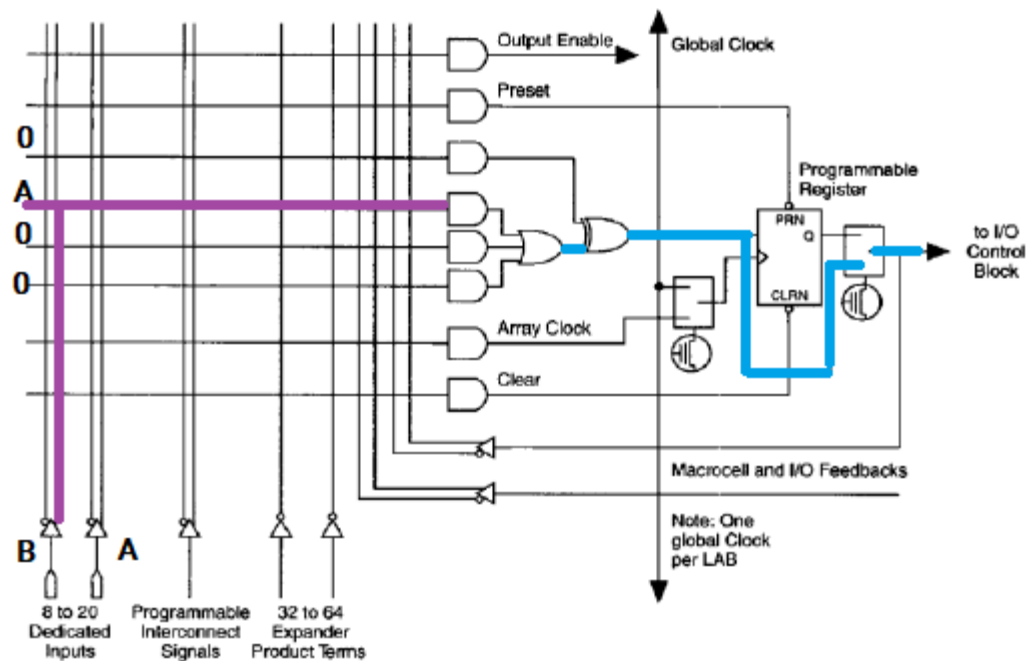 Output Enable
Global Clock
Preset
0
Programmable
Register
A
PRN
Q
to I/O
Control
Block
0
0
CLRN
Array Clock
Clear
Macrocell and I/O Feedbacks
Note: One
global Clock
per LAB
B
A
8 to 20
Dedicated
Inputs
Programmable
Interconnect
Signals
32 to 64
Expander
Product Terms